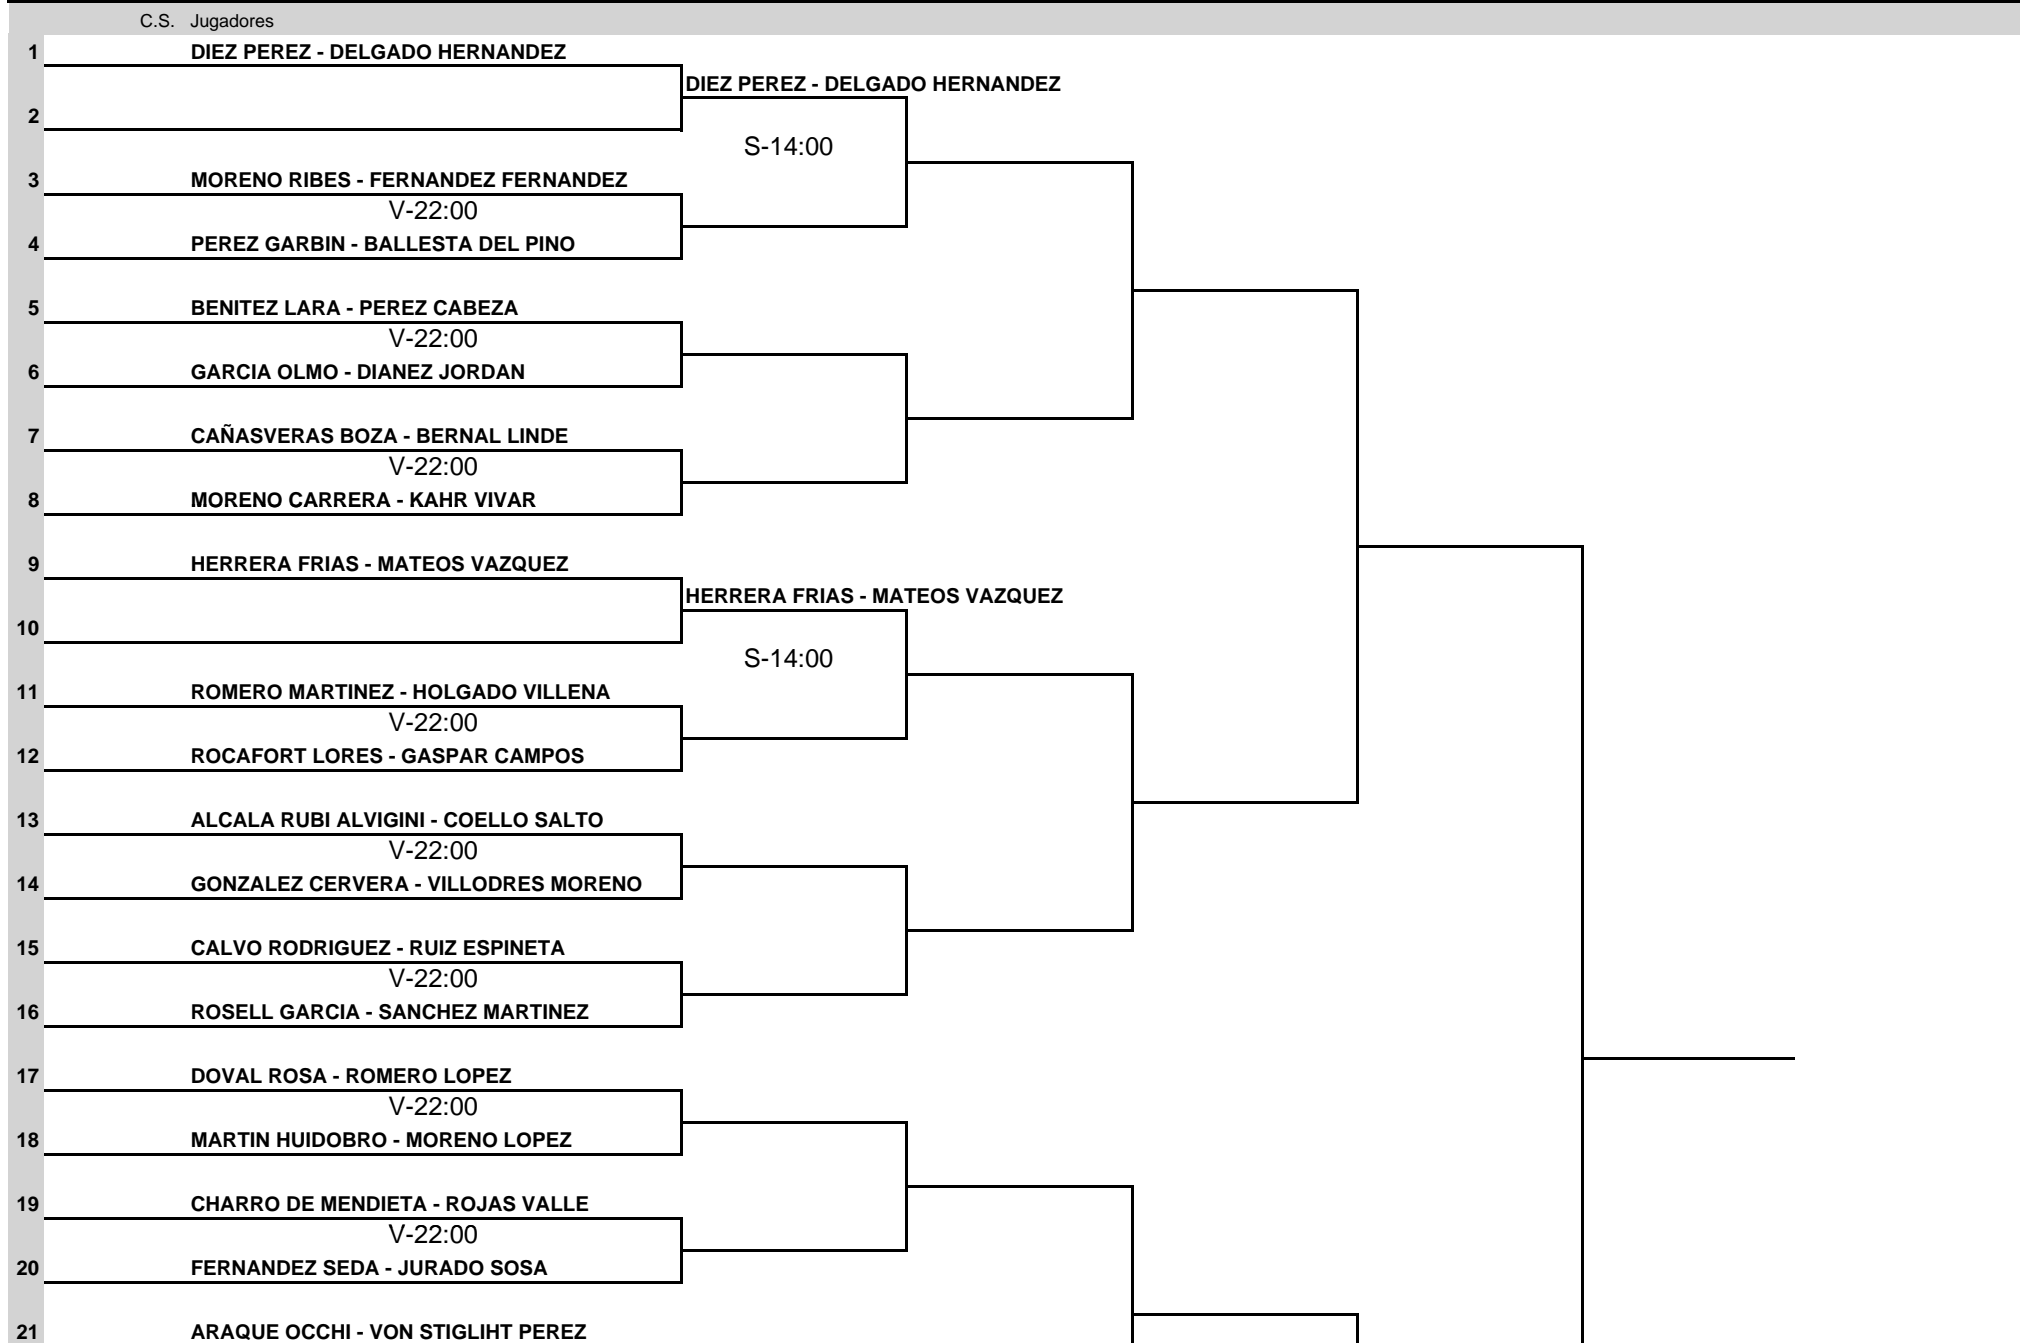 C.S. Jugadores
1 DIEZ PEREZ - DELGADO HERNANDEZ
DIEZ PEREZ - DELGADO HERNANDEZ
2
S-14:00
3 MORENO RIBES - FERNANDEZ FERNANDEZ
V-22:00
4 PEREZ GARBIN - BALLESTA DEL PINO
5 BENITEZ LARA - PEREZ CABEZA
V-22:00
6 GARCIA OLMO - DIANEZ JORDAN
7 CAÑASVERAS BOZA - BERNAL LINDE
V-22:00
8 MORENO CARRERA - KAHR VIVAR
9 HERRERA FRIAS - MATEOS VAZQUEZ
HERRERA FRIAS - MATEOS VAZQUEZ
10
S-14:00
11 ROMERO MARTINEZ - HOLGADO VILLENA
V-22:00
12 ROCAFORT LORES - GASPAR CAMPOS
13 ALCALA RUBI ALVIGINI - COELLO SALTO
V-22:00
14 GONZALEZ CERVERA - VILLODRES MORENO
15 CALVO RODRIGUEZ - RUIZ ESPINETA
V-22:00
16 ROSELL GARCIA - SANCHEZ MARTINEZ
17 DOVAL ROSA - ROMERO LOPEZ
V-22:00
18 MARTIN HUIDOBRO - MORENO LOPEZ
19 CHARRO DE MENDIETA - ROJAS VALLE
V-22:00
20 FERNANDEZ SEDA - JURADO SOSA
21 ARAQUE OCCHI - VON STIGLIHT PEREZ